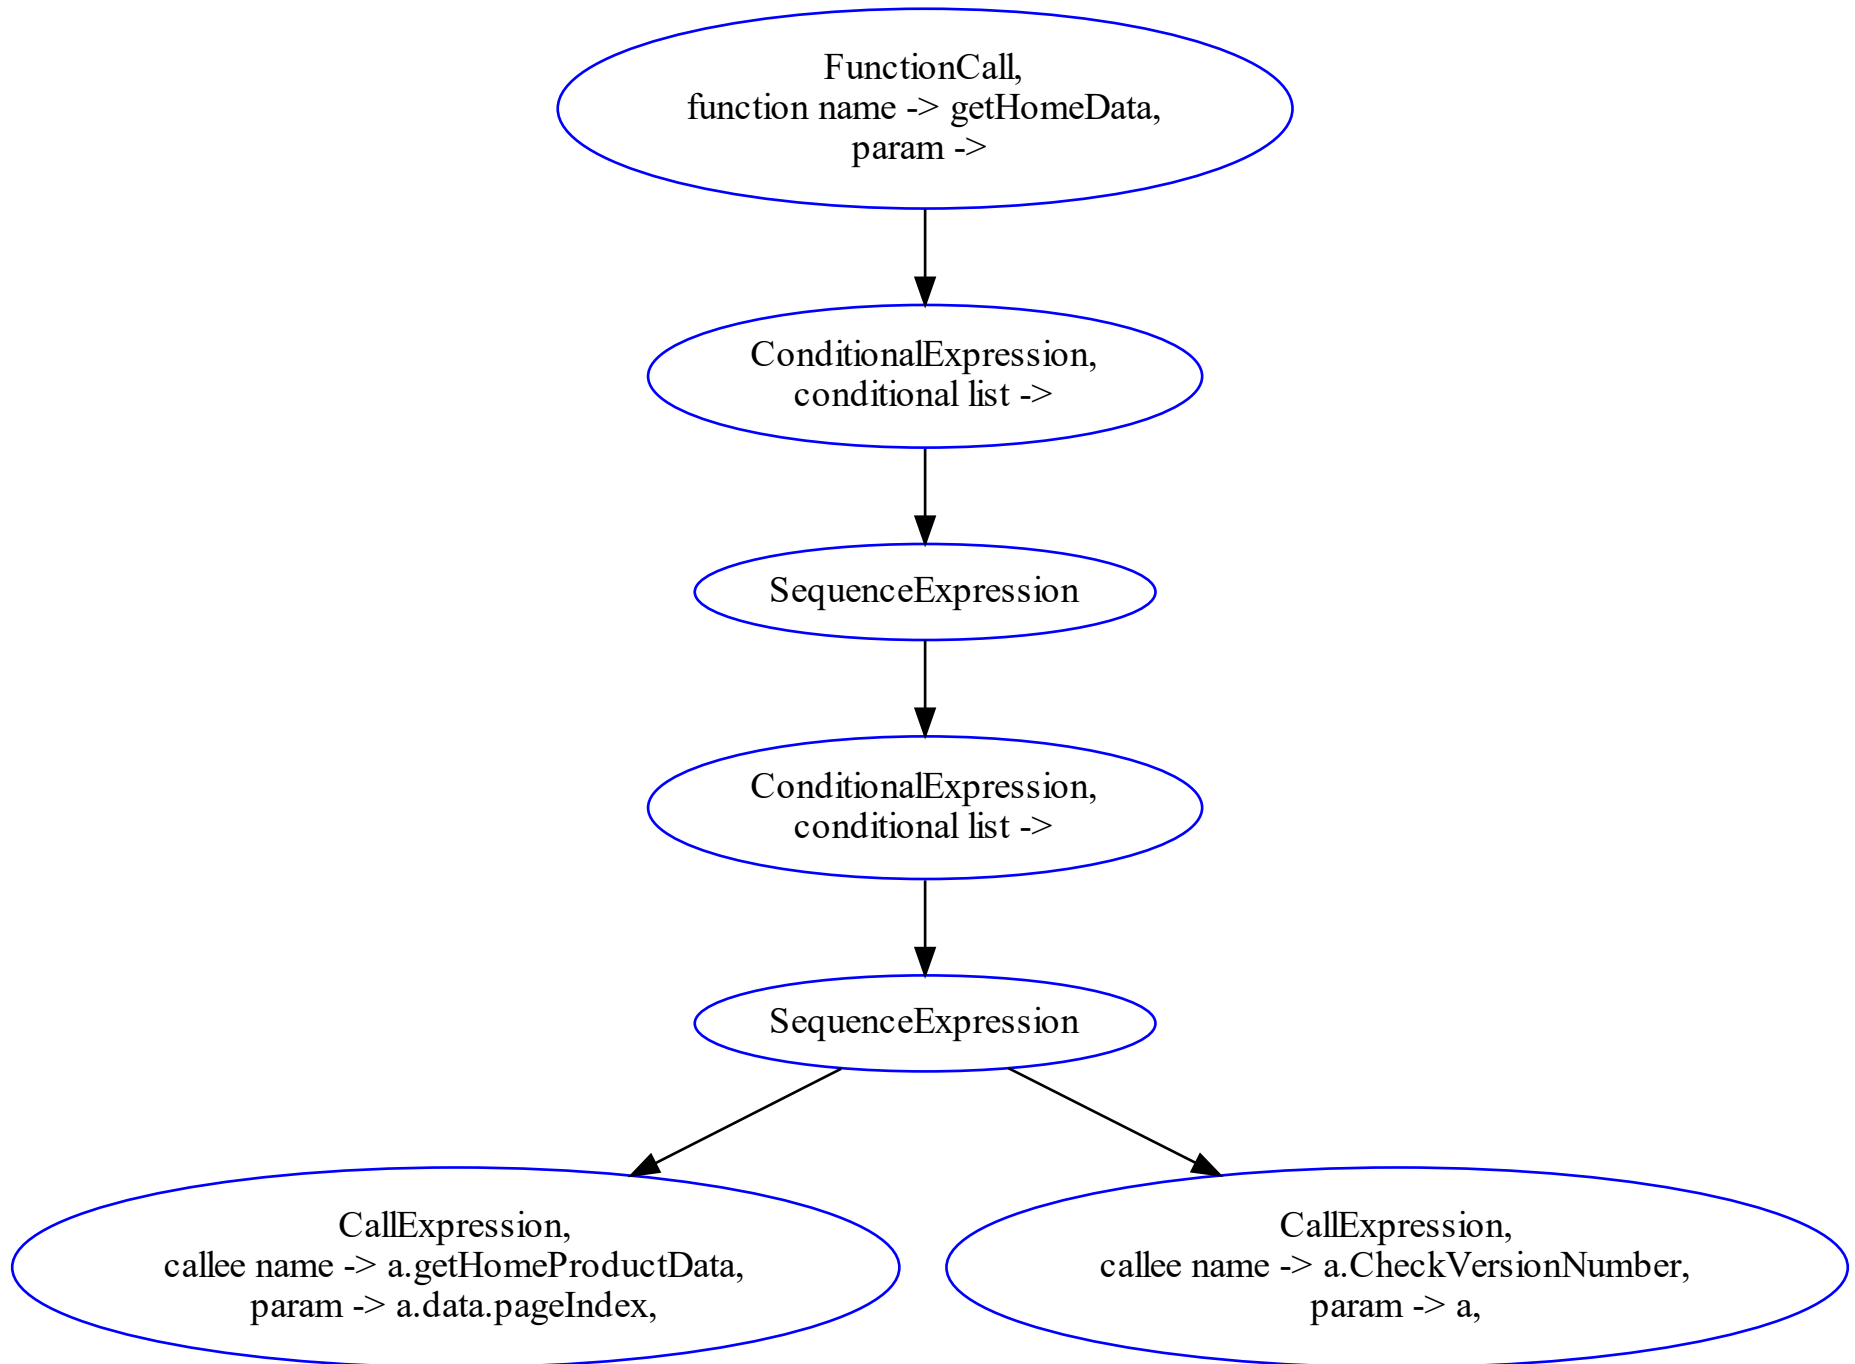 FunctionCall,
function name -> getHomeData,
param ->
ConditionalExpression,
conditional list ->
SequenceExpression
ConditionalExpression,
conditional list ->
SequenceExpression
CallExpression,
callee name -> a.getHomeProductData,
param -> a.data.pageIndex,
CallExpression,
callee name -> a.CheckVersionNumber,
param -> a,